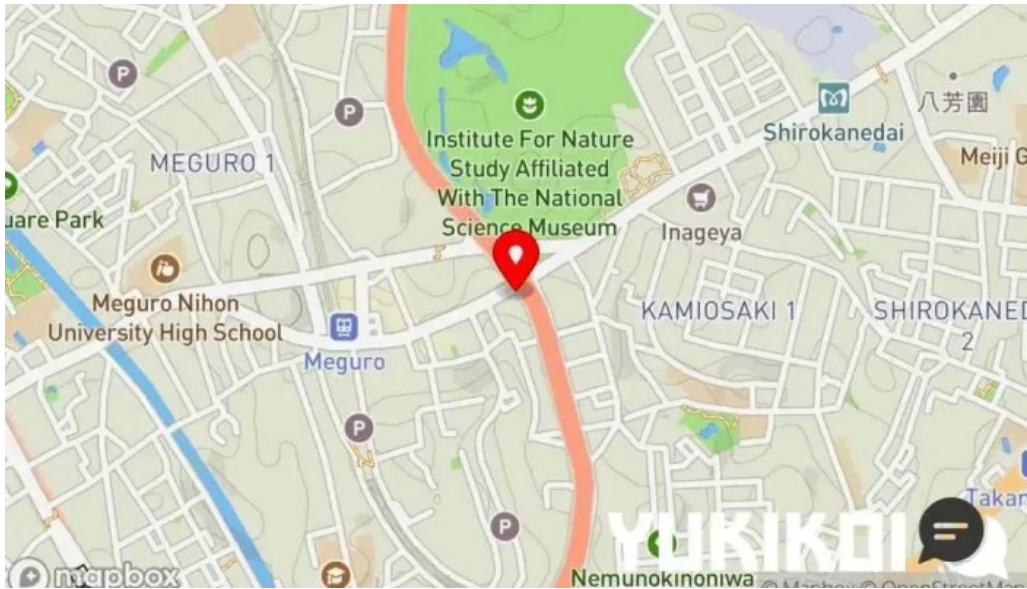 P
P
Institute For Nature
Study Affiliated
With The National
Science Museum
八芳園
Shirokanedai
MEGURO 1
Meiji G
uare Park
Inageya
Meguro Nihon
University High School
KAMIOSAKI 1
SHIROKANED
2
Meguro
P
Takan
P
YUKIKOI
Nemunokinoniwa
mapbox
© Mapbox © OpenStreetMap